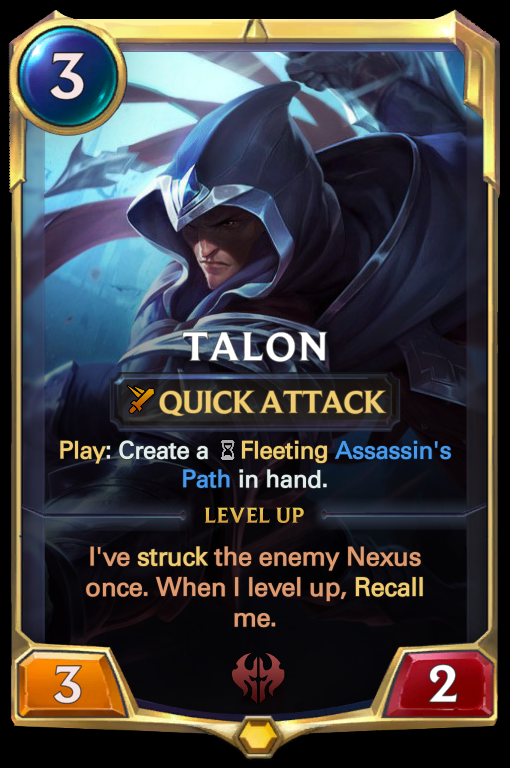 3
TALON
QUICK ATTACK
Play: Create a Fleeting Assassin's
Path in hand.
LEVEL UP
I've struck the enemy Nexus
once. When I level up, Recall
me.
3
2